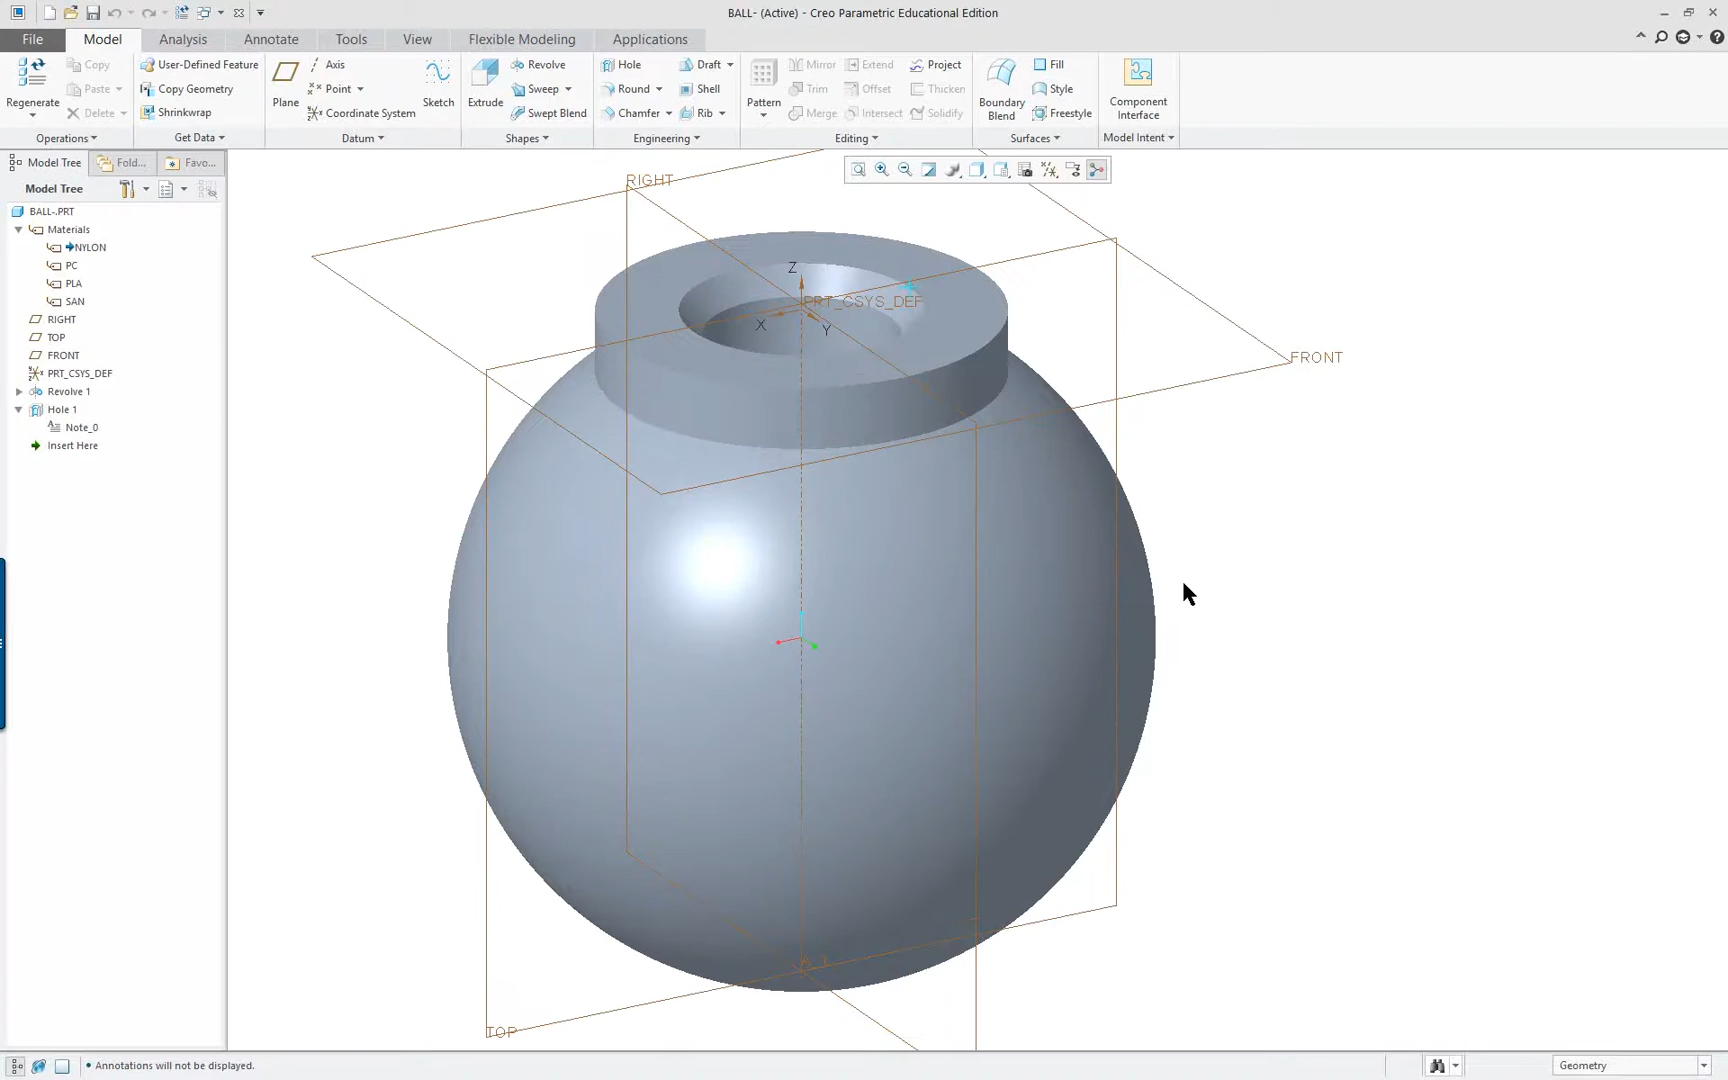 BALL- (Active) - Creo Parametric Educational Edition
File Model Analysis Annotate Tools View Flexible Modeling Applications
Regenerate
Copy
Paste
Delete
Operations
User-Defined Feature
Copy Geometry
Shrinkwrap
Get Data
Plane
Axis
Point
Coordinate System
Sketch
Datum
Extrude
Revolve
Sweep
Swept Blend
Shapes
Hole
Round
Chamfer
Draft
Shell
Rib
Engineering
Pattern
Mirror
Trim
Merge
Extend
Offset
Intersect
Project
Thicken
Solidify
Editing
Boundary
Blend
Fill
Style
Freestyle
Surfaces
Component
Interface
Model Intent
Model Tree Fold... Favo...
Model Tree
BALL-.PRT
Materials
NYLON
PC
PLA
SAN
RIGHT
TOP
FRONT
PRT_CSYS_DEF
Revolve 1
Hole 1
Note_0
Insert Here
RIGHT
Z
PRT_CSYS_DEF
X
Y
FRONT
TOP
• Annotations will not be displayed.
Geometry